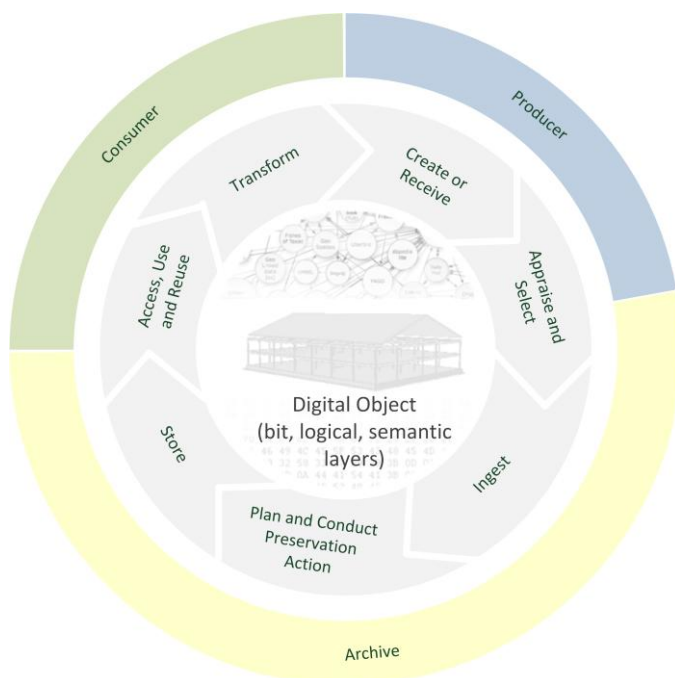 Consumer
Producer
Transform
Create or
Receive
Appraise and
Select
Access, Use
and Reuse
Digital Object
(bit, logical, semantic
layers)
Store
Ingest
Plan and Conduct
Preservation
Action
Archive